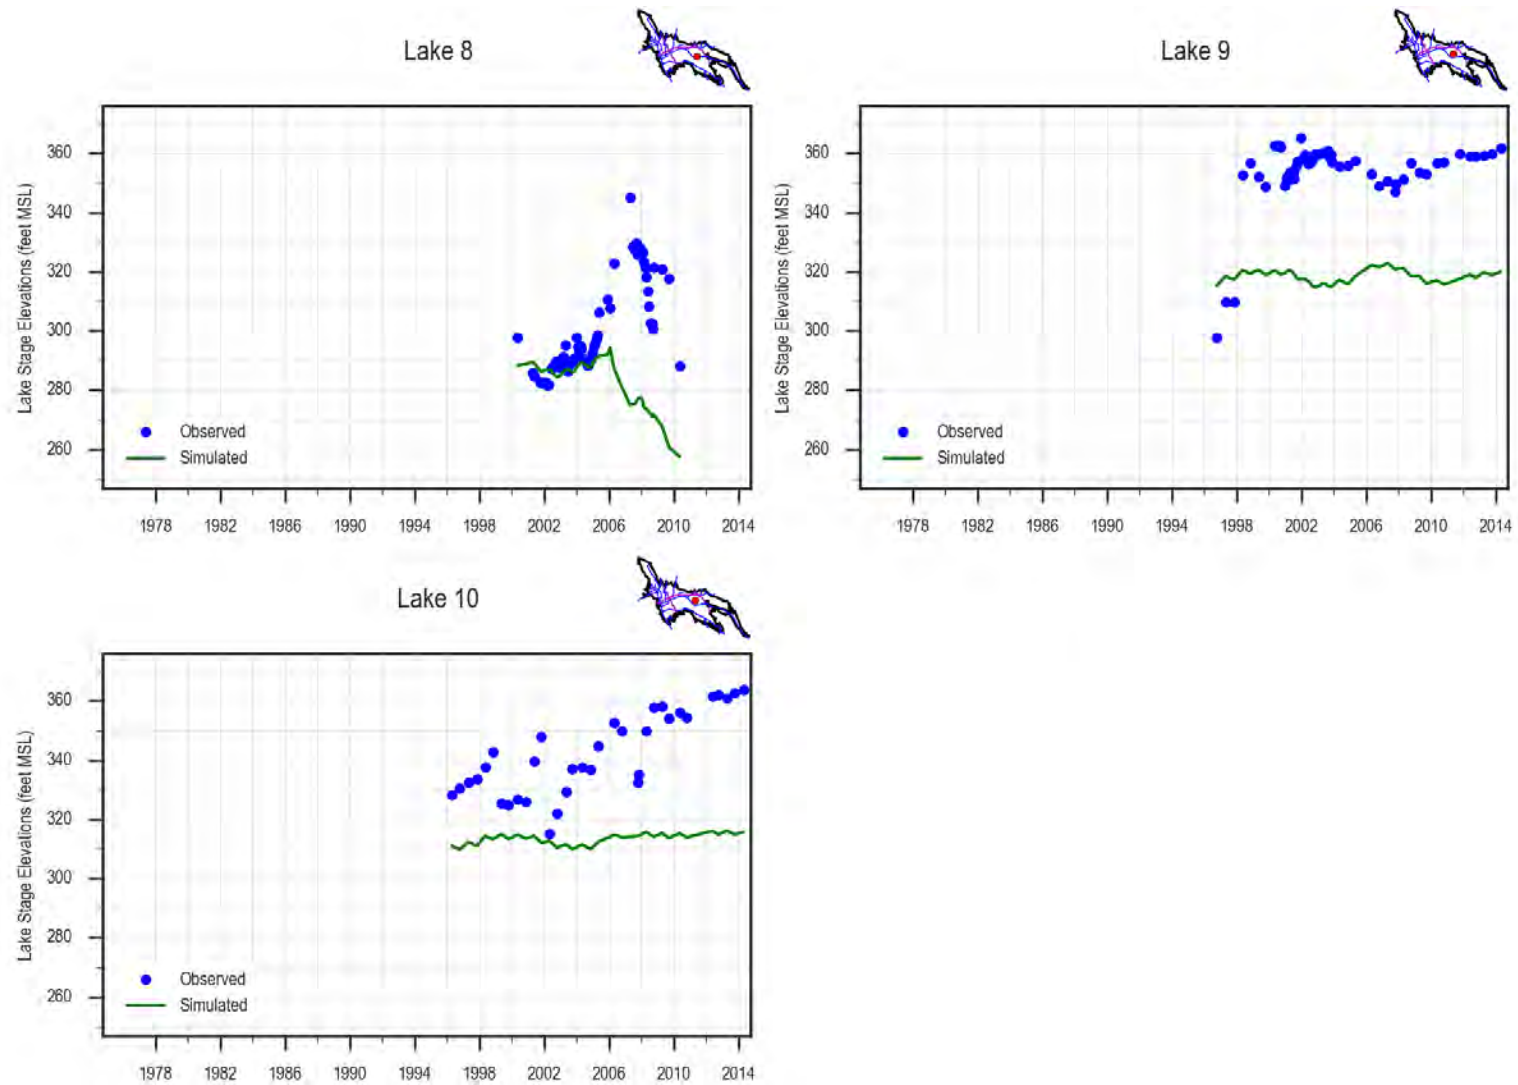 Lake 8
Lake Stage Elevations (feet MSL)
360
340
320
300
280
260
Observed
Simulated
1978 1982 1986 1990 1994 1998 2002 2006 2010 2014
Lake 9
Lake Stage Elevations (feet MSL)
360
340
320
300
280
260
Observed
Simulated
1978 1982 1986 1990 1994 1998 2002 2006 2010 2014
Lake 10
Lake Stage Elevations (feet MSL)
360
340
320
300
280
260
Observed
Simulated
1978 1982 1986 1990 1994 1998 2002 2006 2010 2014